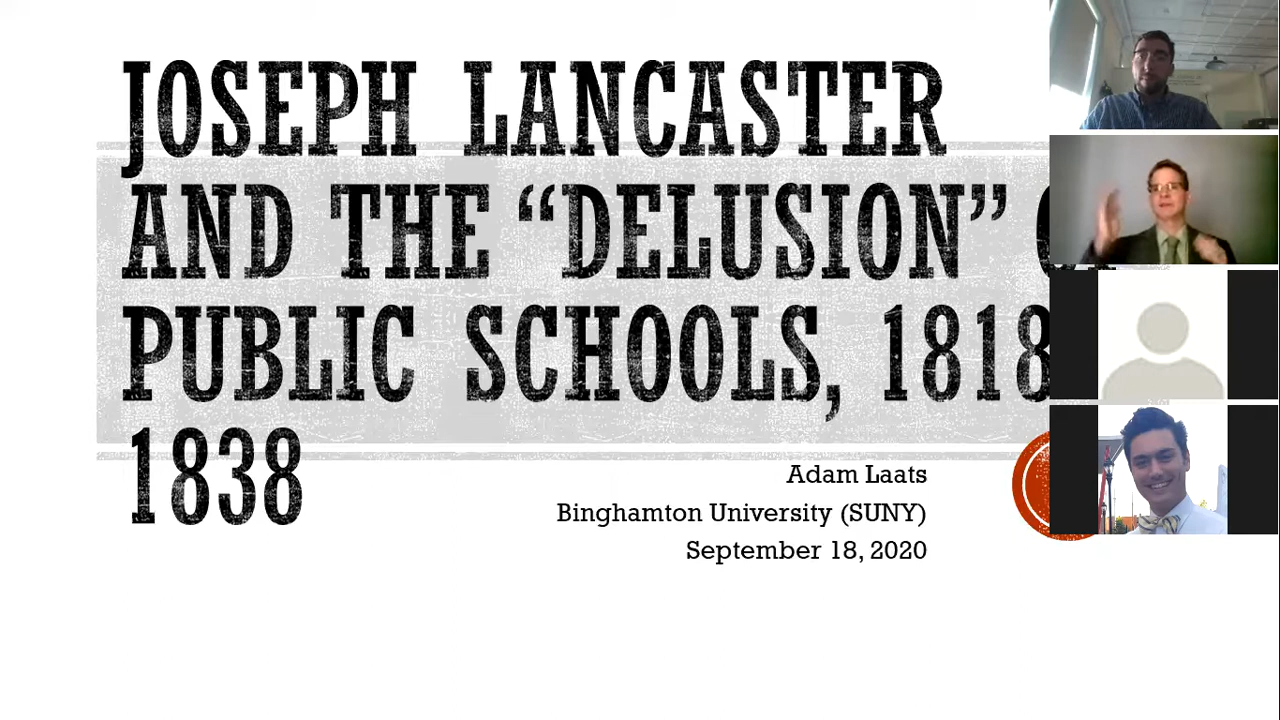 JOSEPH LANCASTER
AND THE “DELUSION”
PUBLIC SCHOOLS, 1818
1838
Adam Laats
Binghamton University (SUNY)
September 18, 2020